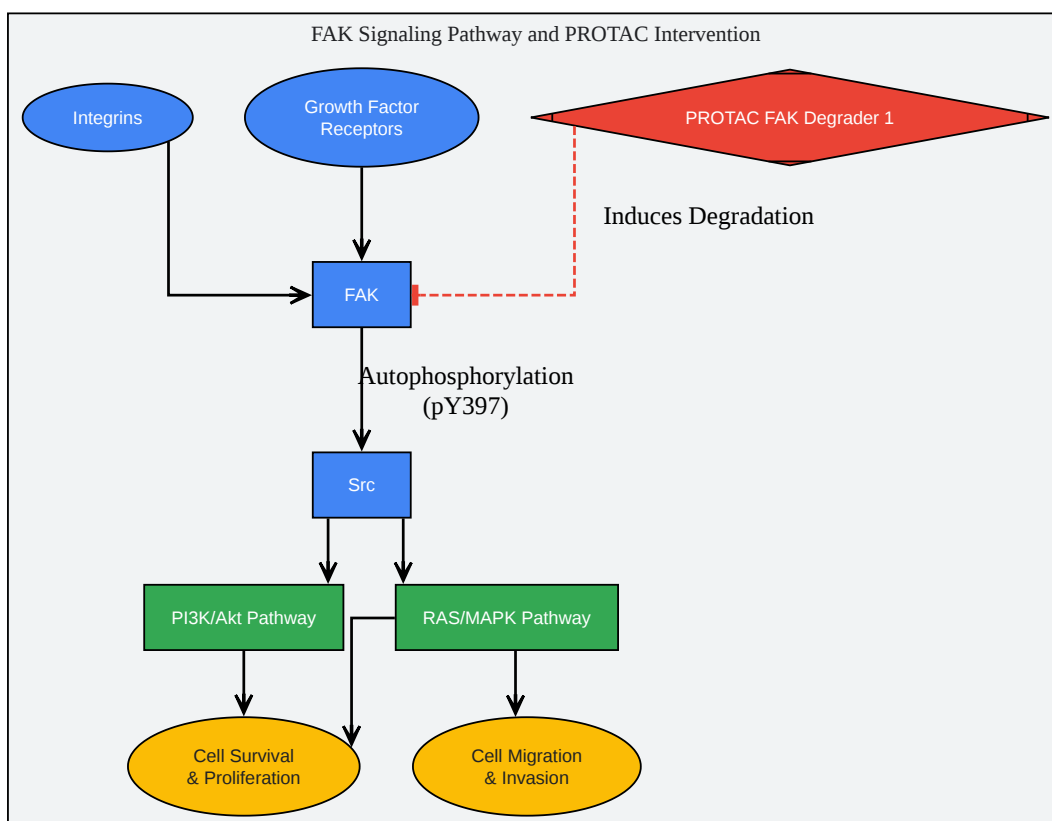 FAK Signaling Pathway and PROTAC Intervention
Integrins
Growth Factor
Receptors
PROTAC FAK Degrader 1
Induces Degradation
FAK
Autophosphorylation
(pY397)
Src
PI3K/Akt Pathway
RAS/MAPK Pathway
Cell Survival
& Proliferation
Cell Migration
& Invasion